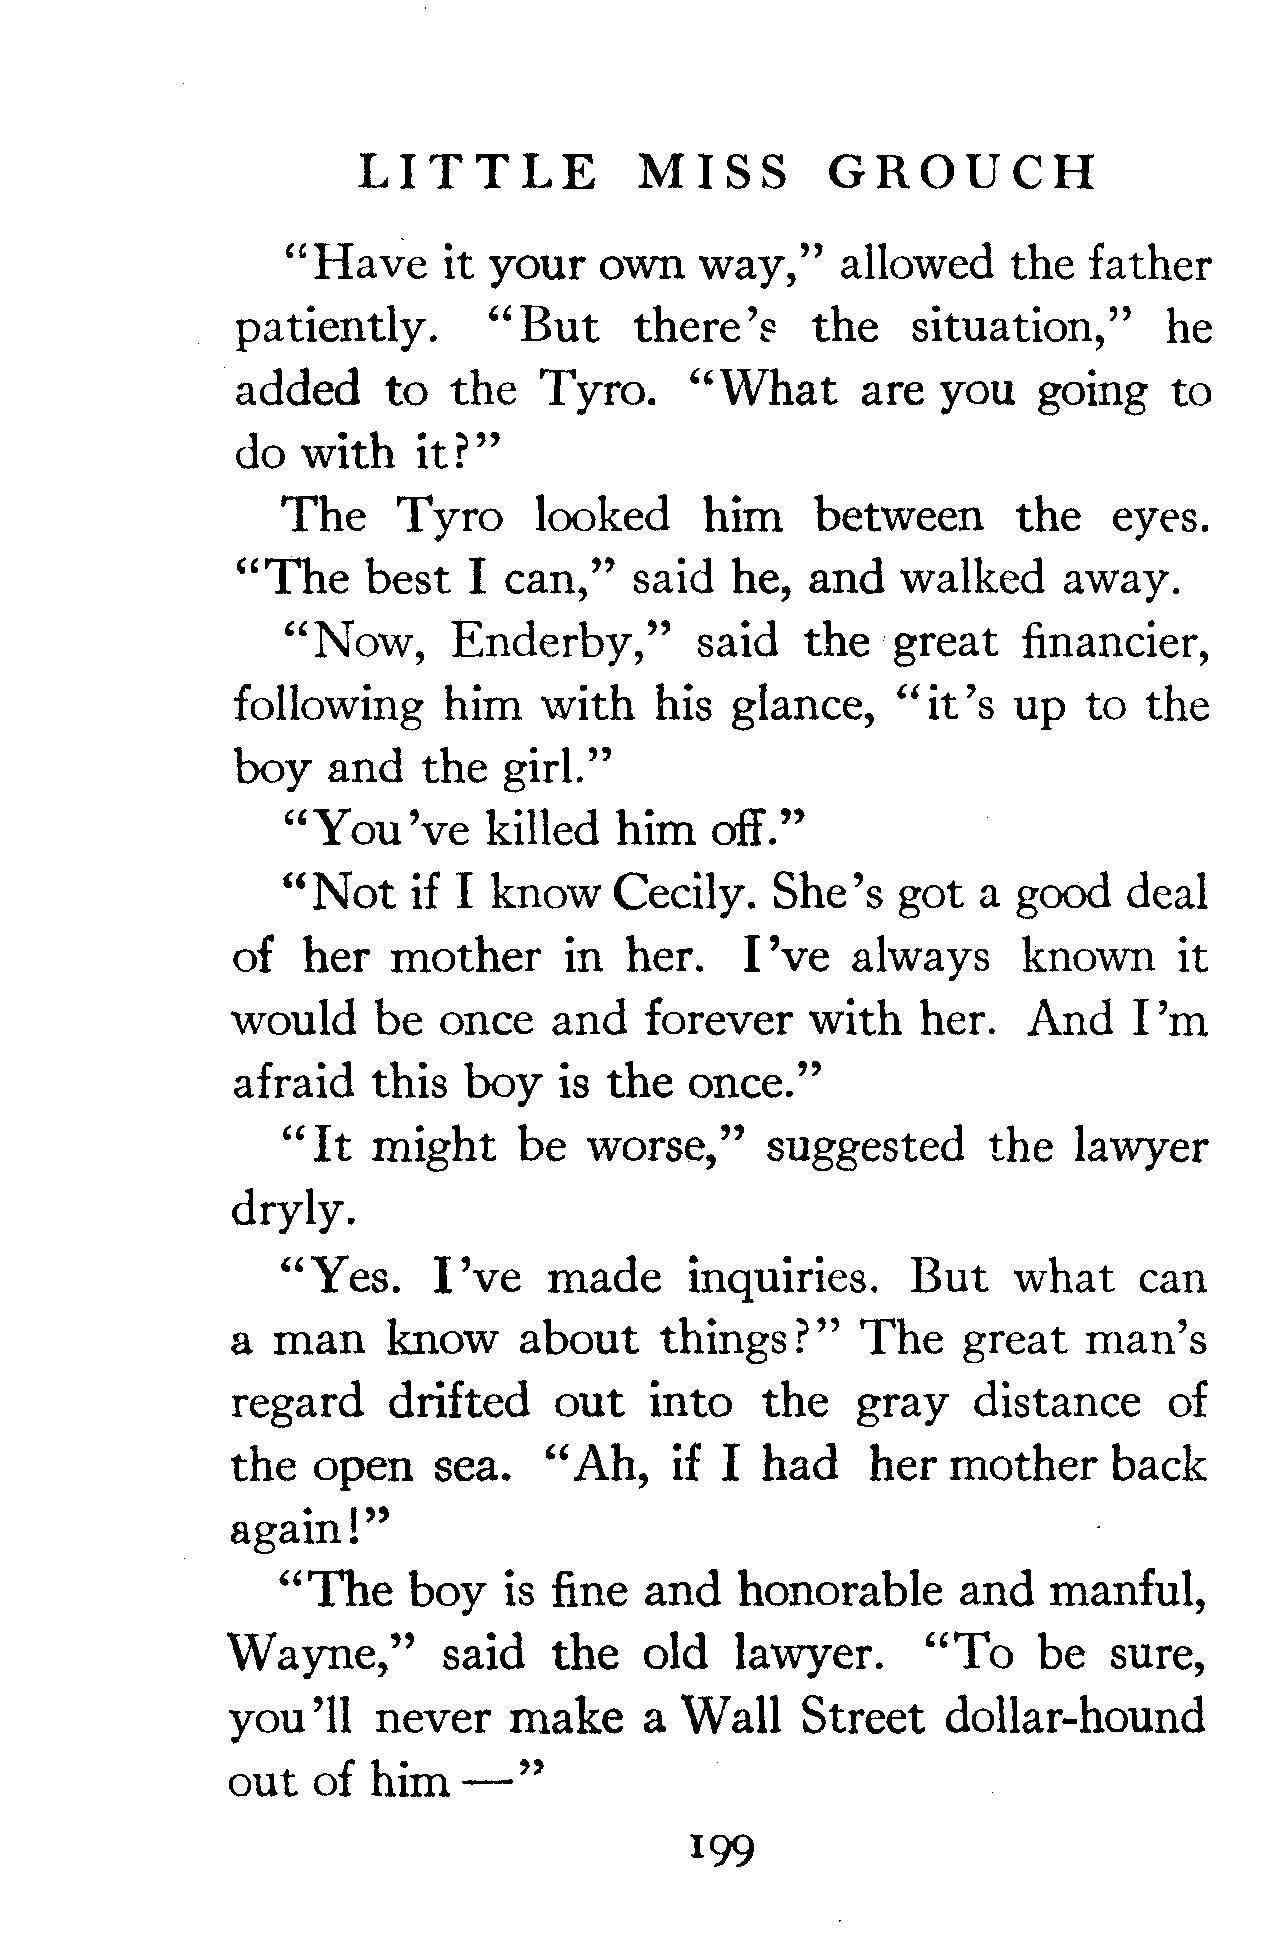 LITTLE MISS GROUCH
"Have it your own way," allowed the father
patiently. "But there's the situation," he
added to the Tyro. "What are you going to
do with it?"
The Tyro looked him between the eyes.
"The best I can," said he, and walked away.
"Now, Enderby," said the great financier,
following him with his glance, "it's up to the
boy and the girl."
"You've killed him off."
"Not if I know Cecily. She's got a good deal
of her mother in her. I've always known it
would be once and forever with her. And I'm
afraid this boy is the once."
"It might be worse," suggested the lawyer
dryly.
"Yes. I've made inquiries. But what can
a man know about things?" The great man's
regard drifted out into the gray distance of
the open sea. "Ah, if I had her mother back
again!"
"The boy is fine and honorable and manful,
Wayne," said the old lawyer. "To be sure,
you'll never make a Wall Street dollar-hound
out of him —"
199